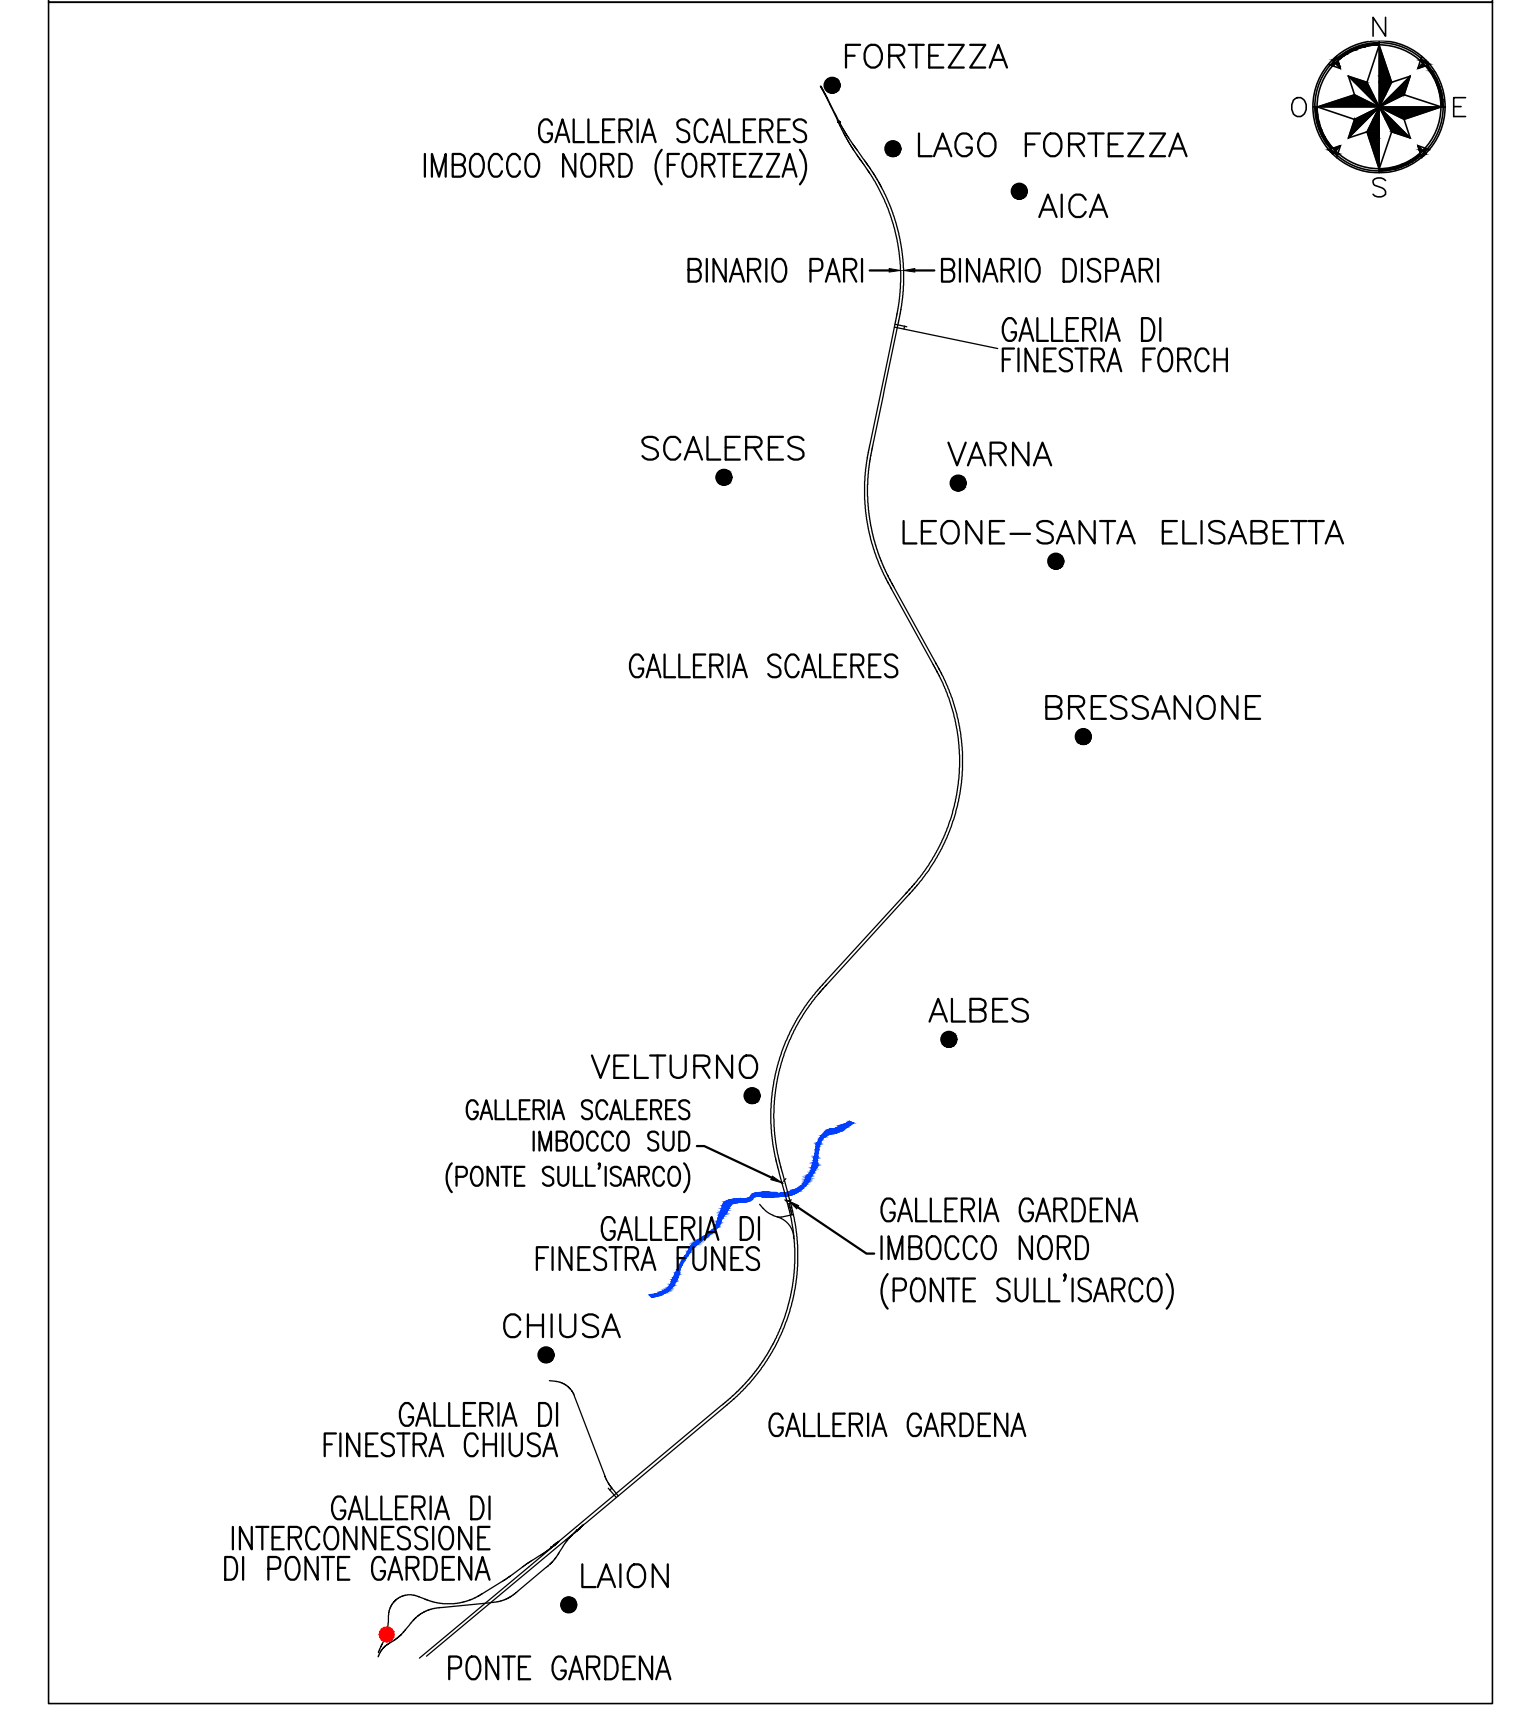 N
O
E
S
FORTEZZA
GALLERIA SCALERES
IMBOCCO NORD (FORTEZZA)
LAGO FORTEZZA
AICA
BINARIO PARI
BINARIO DISPARI
GALLERIA DI
FINESTRA FORCH
SCALERES
VARNA
LEONE-SANTA ELISABETTA
GALLERIA SCALERES
BRESSANONE
ALBES
VELTURNO
GALLERIA SCALERES
IMBOCCO SUD
(PONTE SULL'ISARCO)
GALLERIA DI
FINESTRA FUNES
GALLERIA GARDENA
IMBOCCO NORD
(PONTE SULL'ISARCO)
CHIUSA
GALLERIA DI
FINESTRA CHIUSA
GALLERIA GARDENA
GALLERIA DI
INTERCONNESSIONE
DI PONTE GARDENA
LAION
PONTE GARDENA